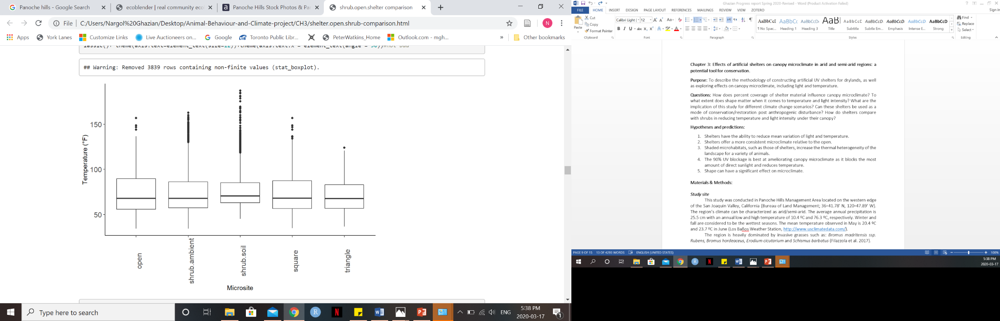 Panoche hills - Google Search
ecoblender | real community eco
Panoche Hills Stock Photos & Pa
shrub.open.shelter comparison
File | C:/Users/Nargol%20Ghazian/Desktop/Animal-Behaviour-and-Climate-project/CH3/shelter.open.shrub-comparison.html
N
Apps
York Lanes
Customize Links
Live Auctioneers on...
Google
Toronto Public Libr...
PeterWatkins_Home
Outlook.com - mgh...
»
Other bookmarks
## Warning: Removed 3839 rows containing non-finite values (stat_boxplot).
Temperature (°F)
150
100
50
open
shrub.ambient
shrub.soil
square
triangle
Microsite
Type here to search
ENG
5:38 PM
2020-03-17
1
Ghazian Progress report Spring 2020-Revised - Word (Product Activation Failed)
FILE HOME INSERT DESIGN PAGE LAYOUT REFERENCES MAILINGS REVIEW VIEW ZOTERO
Sign in
Paste
Cut
Copy
Format Painter
Clipboard
Calibri Light (
12
Font
Paragraph
AaBbCcI AaBbCc AaBbCcDc AaBI AaBbCcC AaBbCcD AaBbCcD AaBbCcD AaBbCcD
¶ No Spac... Heading 1 Heading 3 Title Subtitle Subtle Em... Emphasis Intense E... Strong
Styles
Find
Replace
Select
Editing
Chapter 3: Effects of artificial shelters on canopy microclimate in arid and semi-arid regions: a
potential tool for conservation.
Purpose: To describe the methodology of constructing artificial UV shelters for drylands, as well
as exploring effects on canopy microclimate, including light and temperature.
Questions: How does percent coverage of shelter material influence canopy microclimate? To
what extent does shape matter when it comes to temperature and light intensity? What are the
implication of this study for different climate change scenarios? Can these shelters be used as a
mode of conservation/restoration post anthropogenic disturbance? How do shelters compare
with shrubs in reducing temperature and light intensity under their canopy?
Hypotheses and predictions:
1. Shelters have the ability to reduce mean variation of light and temperature.
2. Shelters offer a more consistent microclimate relative to the open.
3. Shaded microhabitats, such as those of shelters, increase the thermal heterogeneity of the
landscape for a variety of animals.
4. The 90% UV blockage is best at ameliorating canopy microclimate as it blocks the most
amount of direct sunlight and reduces temperature.
5. Shape can have a significant effect on microclimate.
Materials & Methods:
Study site
This study was conducted in Panoche Hills Management Area located on the western edge
of the San Joaquin Valley, California (Bureau of Land Management; 36◦41.78′ N, 120◦47.89′ W).
The region's climate can be characterized as arid/semi-arid. The average annual precipitation is
25.5 cm with an annual low and high temperature of 10.4 ºC and 76.3 ºC, respectively. Winter and
fall are considered to be the wettest seasons. The mean temperature observed in May is 20.4 ºC
and 23.7 ºC in June (Los Baños Weather Station, http://www.usclimatedata.com/).
The region is heavily dominated by invasive grasses such as: Bromus madritensis ssp.
Rubens, Bromus hordeaceus, Erodium cicutarium and Schismus barbatus (Filazzola et al. 2017).
PAGE 9 OF 15 13 OF 4293 WORDS ENGLISH (UNITED STATES)
100%
5:38 PM
2020-03-17